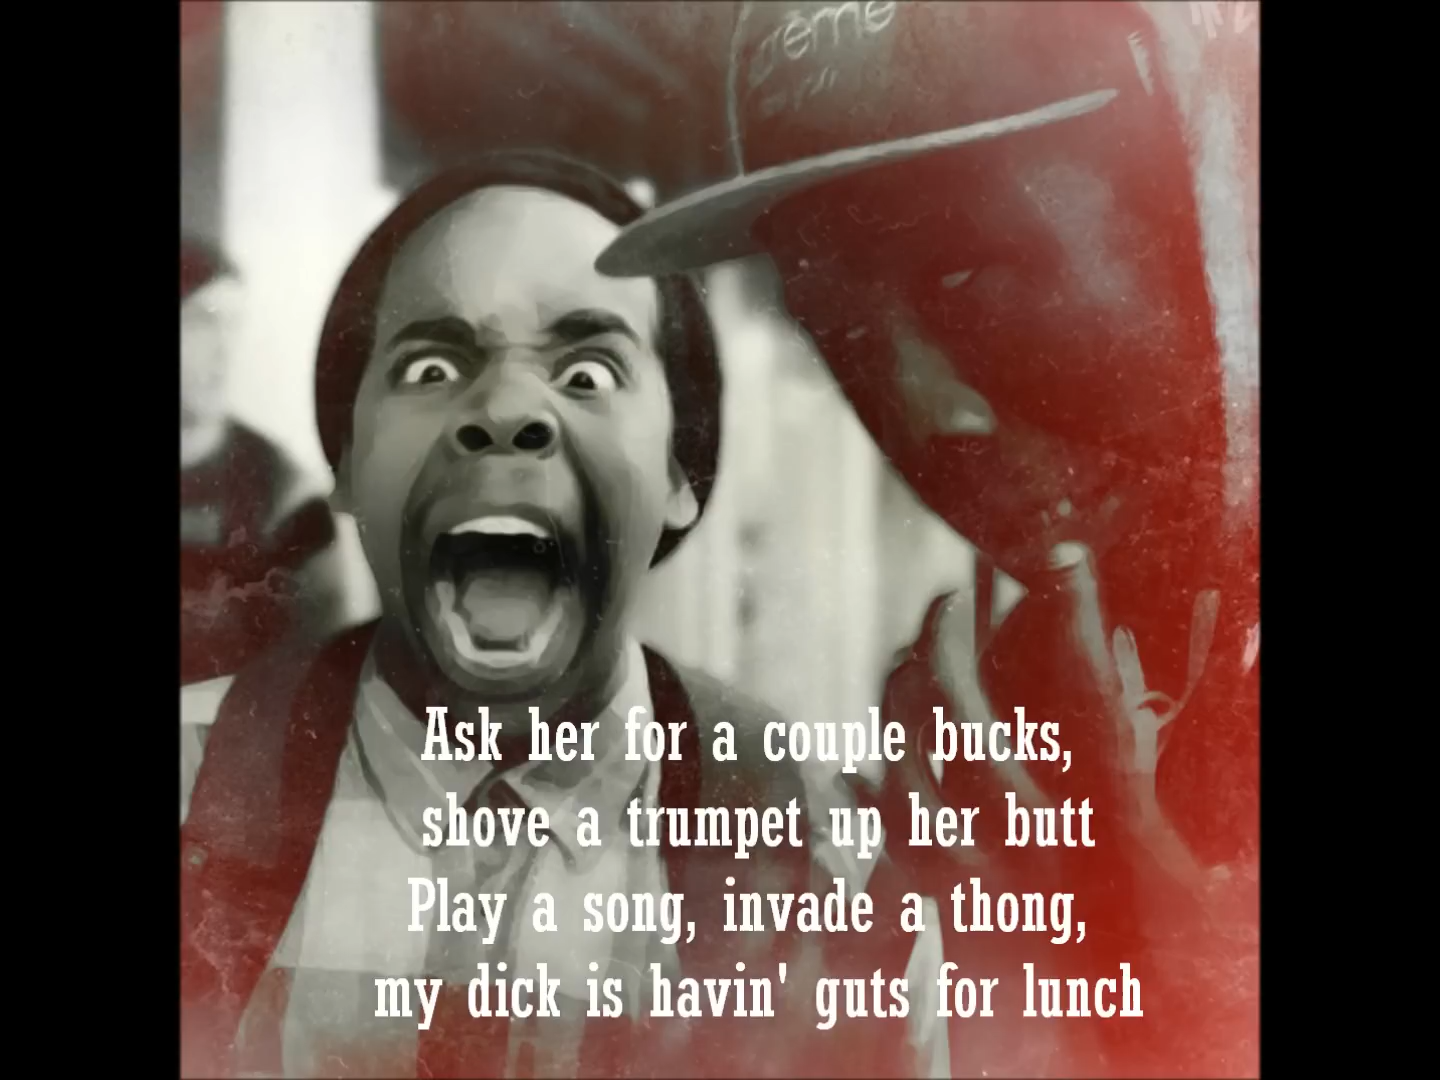 Ask her for a couple bucks,
shove a trumpet up her butt
Play a song, invade a thong,
my dick is havin' guts for lunch